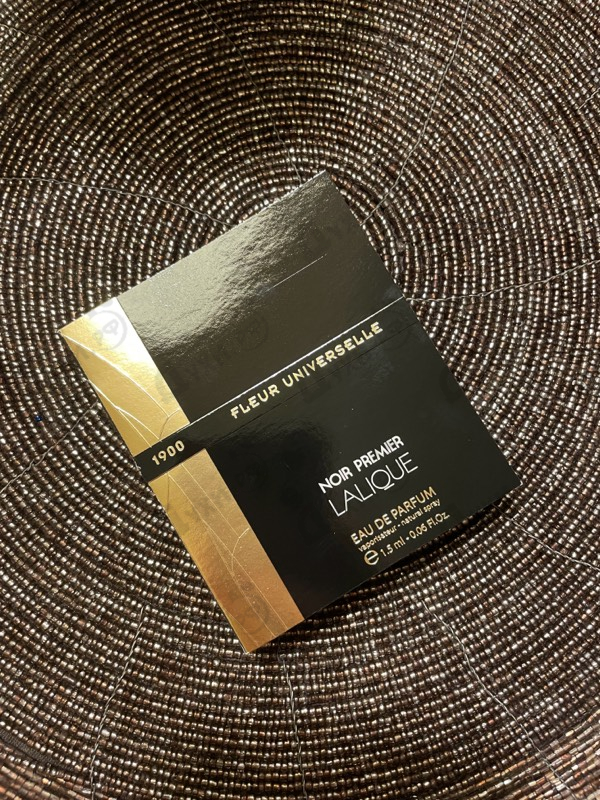 FLEUR UNIVERSELLE
1900
NOIR PREMIER
LALIQUE
EAU DE PARFUM
vaporisateur - natural spray
e 1.5 ml - 0.05 Fl.Oz.